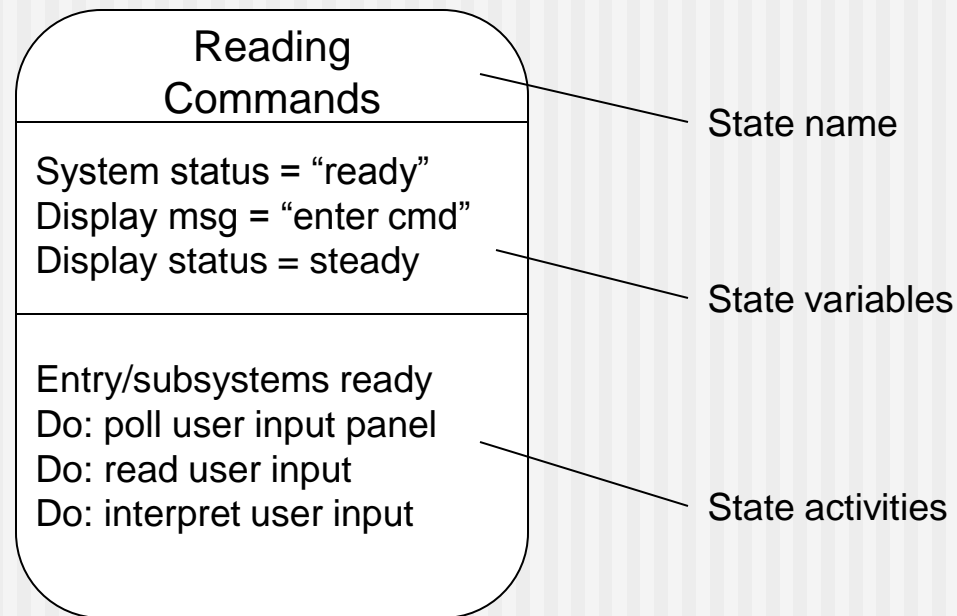 Reading
Commands
State name
System status = “ready”
Display msg = “enter cmd”
Display status = steady
State variables
Entry/subsystems ready
Do: poll user input panel
Do: read user input
Do: interpret user input
State activities